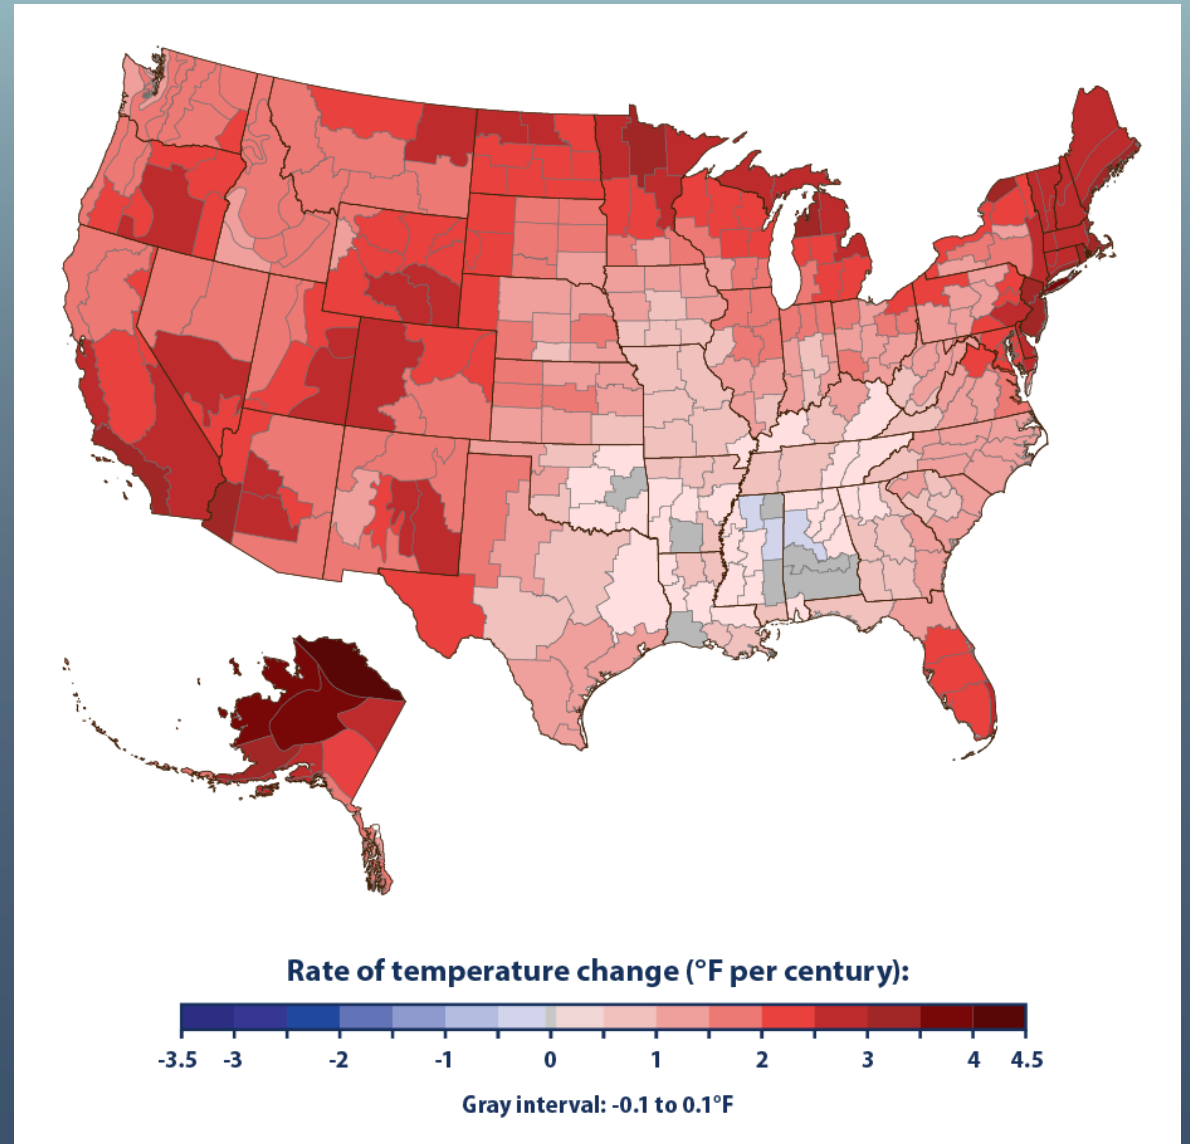 Rate of temperature change (°F per century):
-3.5 -3 -2 -1 0 1 2 3 4 4.5
Gray interval: -0.1 to 0.1°F